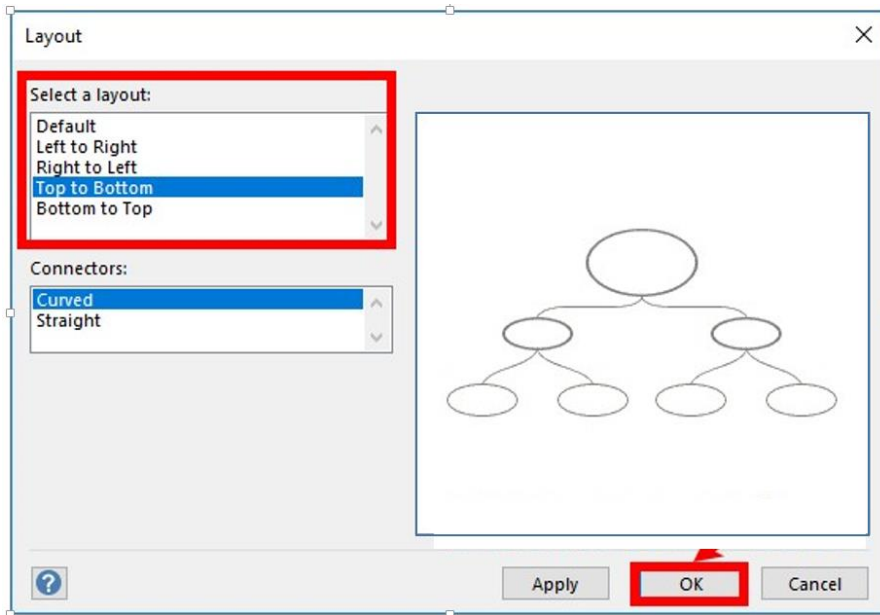 Layout
Select a layout:
Default
Left to Right
Right to Left
Top to Bottom
Bottom to Top
Connectors:
Curved
Straight
?
Apply
OK
Cancel